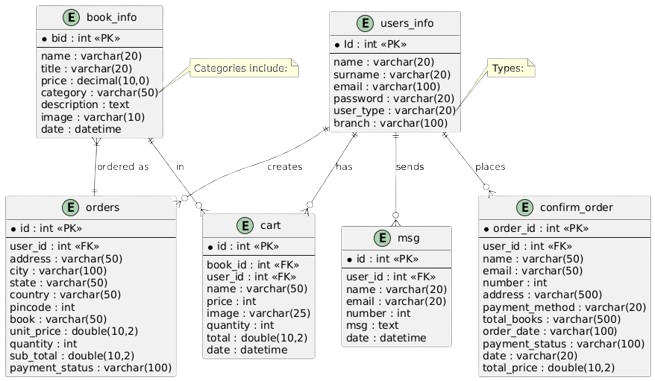 E book_info
• bid : int «PK»
name : varchar(20)
title : varchar(20)
price : decimal(10,0)
category : varchar(50)
description : text
image : varchar(10)
date : datetime
Categories include:
E users_info
• Id : int «PK»
name : varchar(20)
surname : varchar(20)
email : varchar(100)
password : varchar(20)
user_type : varchar(20)
branch : varchar(100)
Types:
ordered as
in
creates
has
sends
places
E orders
• id : int «PK»
user_id : int «FK»
address : varchar(50)
city : varchar(100)
state : varchar(50)
country : varchar(50)
pincode : int
book : varchar(50)
unit_price : double(10,2)
quantity : int
sub_total : double(10,2)
payment_status : varchar(100)
E cart
• id : int «PK»
book_id : int «FK»
user_id : int «FK»
name : varchar(50)
price : int
image : varchar(25)
quantity : int
total : double(10,2)
date : datetime
E msg
• id : int «PK»
user_id : int «FK»
name : varchar(20)
email : varchar(20)
number : int
msg : text
date : datetime
E confirm_order
• order_id : int «PK»
user_id : int «FK»
name : varchar(50)
email : varchar(50)
number : int
address : varchar(500)
payment_method : varchar(20)
total_books : varchar(500)
order_date : varchar(100)
payment_status : varchar(100)
date : varchar(20)
total_price : double(10,2)